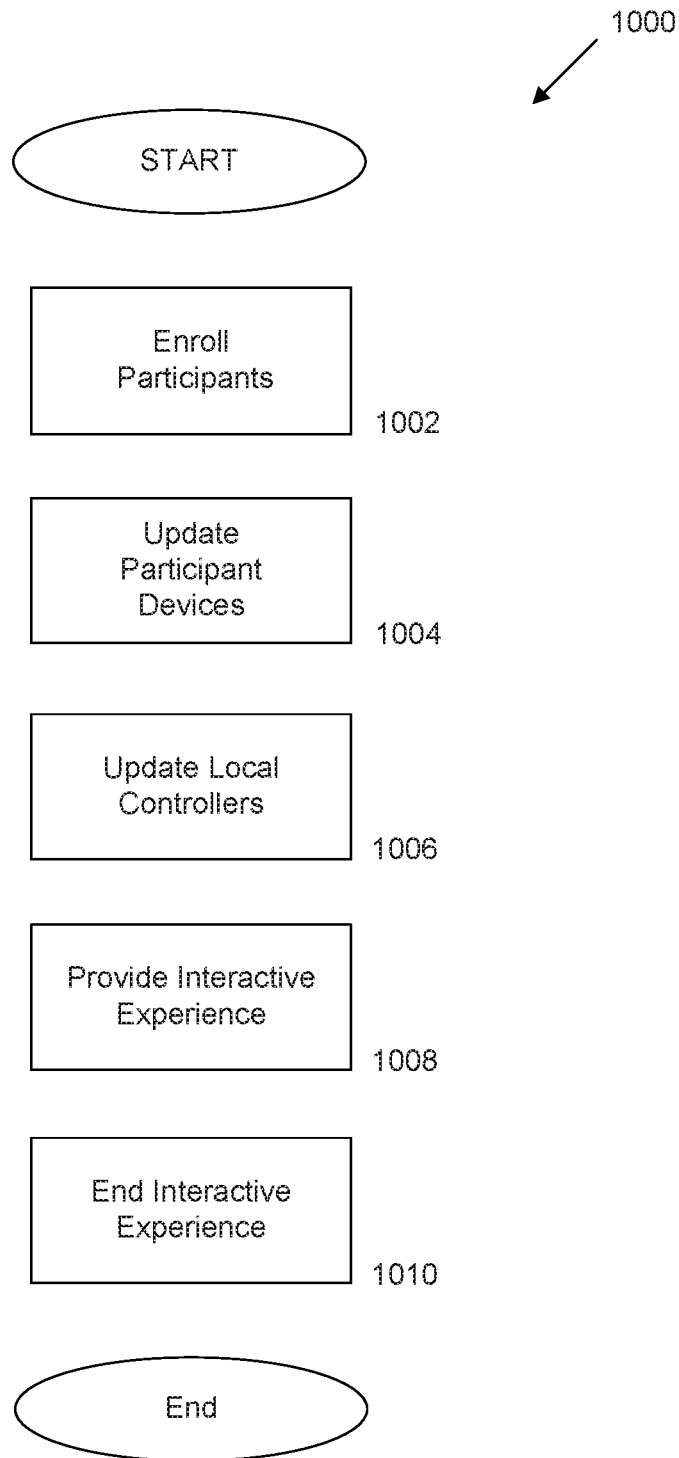 1000
START
Enroll
Participants
1002
Update
Participant
Devices
1004
Update Local
Controllers
1006
Provide Interactive
Experience
1008
End Interactive
Experience
1010
End